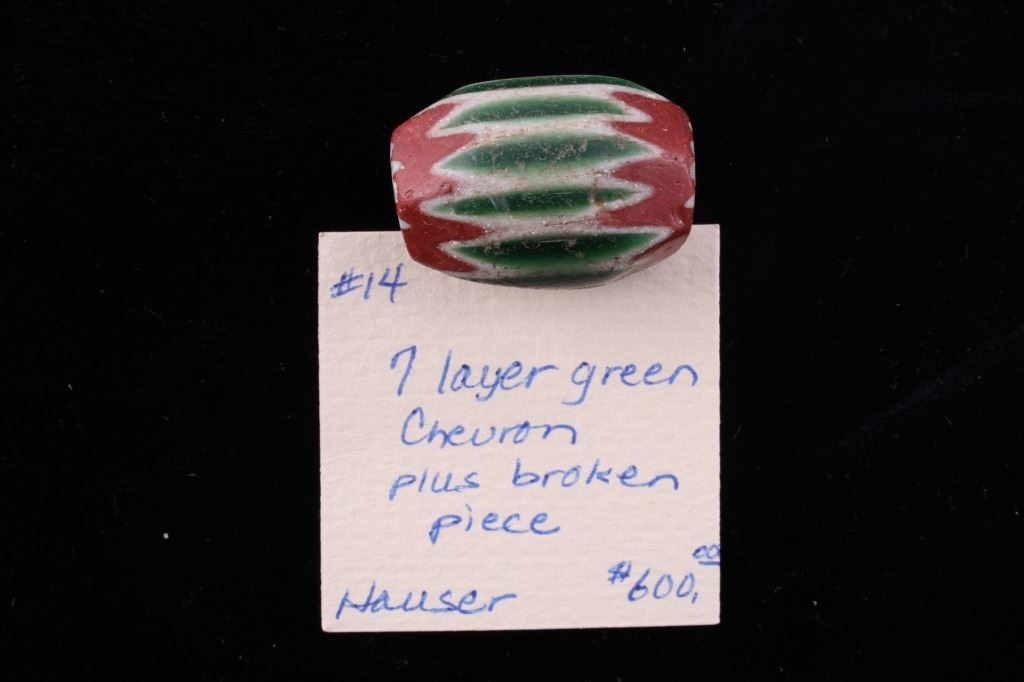 #14
7 layer green
Chevron
plus broken
piece
Hauser #600.00